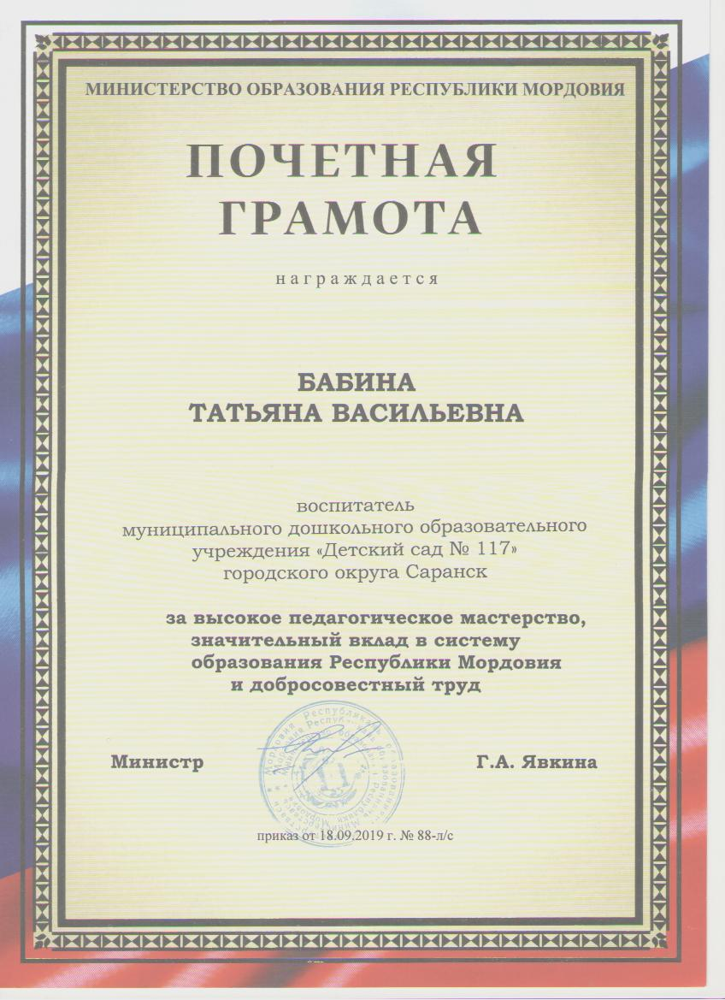 МИНИСТЕРСТВО ОБРАЗОВАНИЯ РЕСПУБЛИКИ МОРДОВИЯ
ПОЧЕТНАЯ
ГРАМОТА
награждается
БАБИНА
ТАТЬЯНА ВАСИЛЬЕВНА
воспитатель
муниципального дошкольного образовательного
учреждения «Детский сад № 117»
городского округа Саранск
за высокое педагогическое мастерство,
значительный вклад в систему
образования Республики Мордовия
и добросовестный труд
Министр Г.А. Явкина
приказ от 18.09.2019 г. № 88-л/с